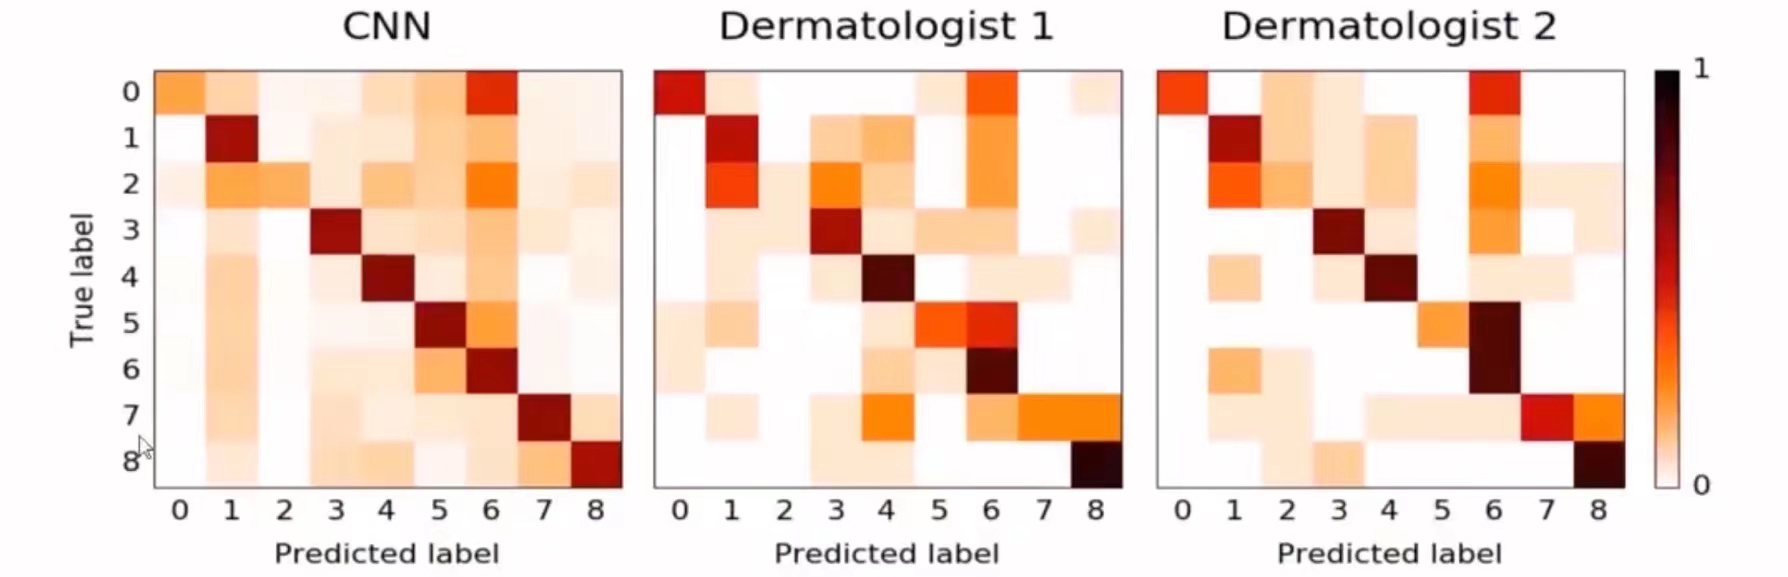 CNN
Dermatologist 1
Dermatologist 2
True label
0
1
2
3
4
5
6
7
8
0 1 2 3 4 5 6 7 8
0 1 2 3 4 5 6 7 8
0 1 2 3 4 5 6 7 8
Predicted label
Predicted label
Predicted label
1
0